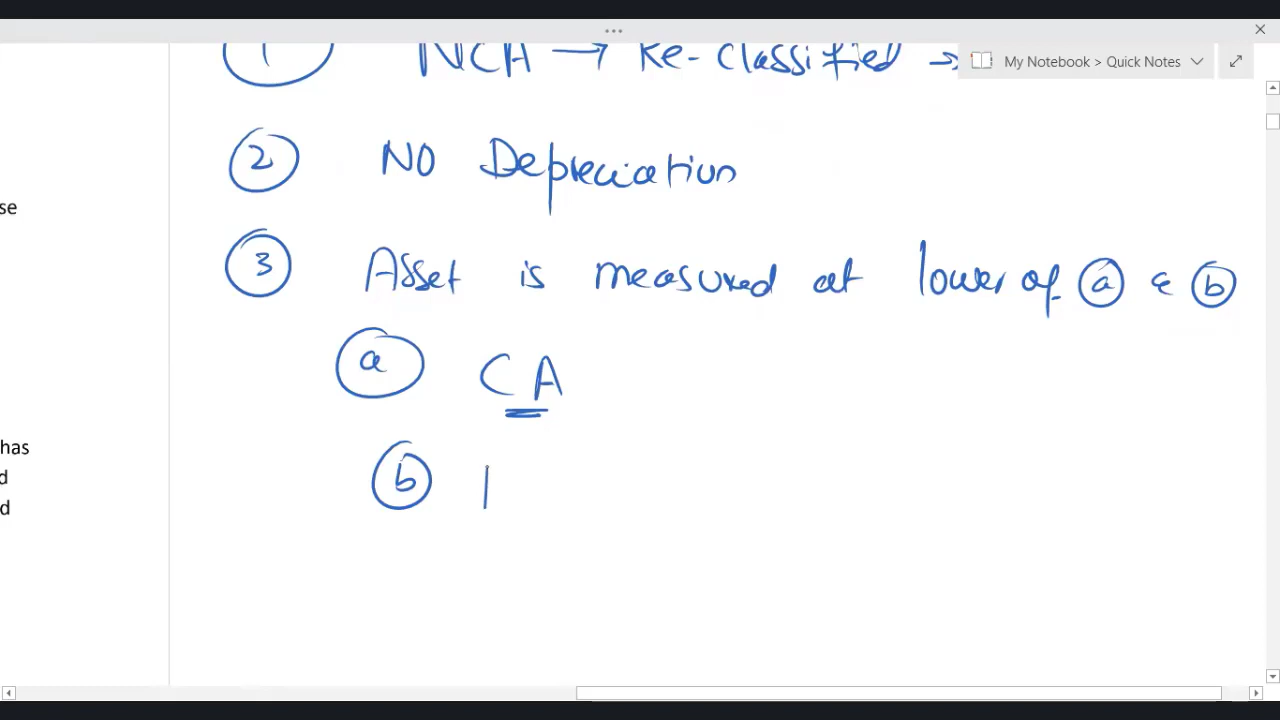 My Notebook > Quick Notes
1 NCA → Re-classified →
2 NO Depreciation
se
3 Asset is measured at lower of a & b
a CA
has
b
d
d